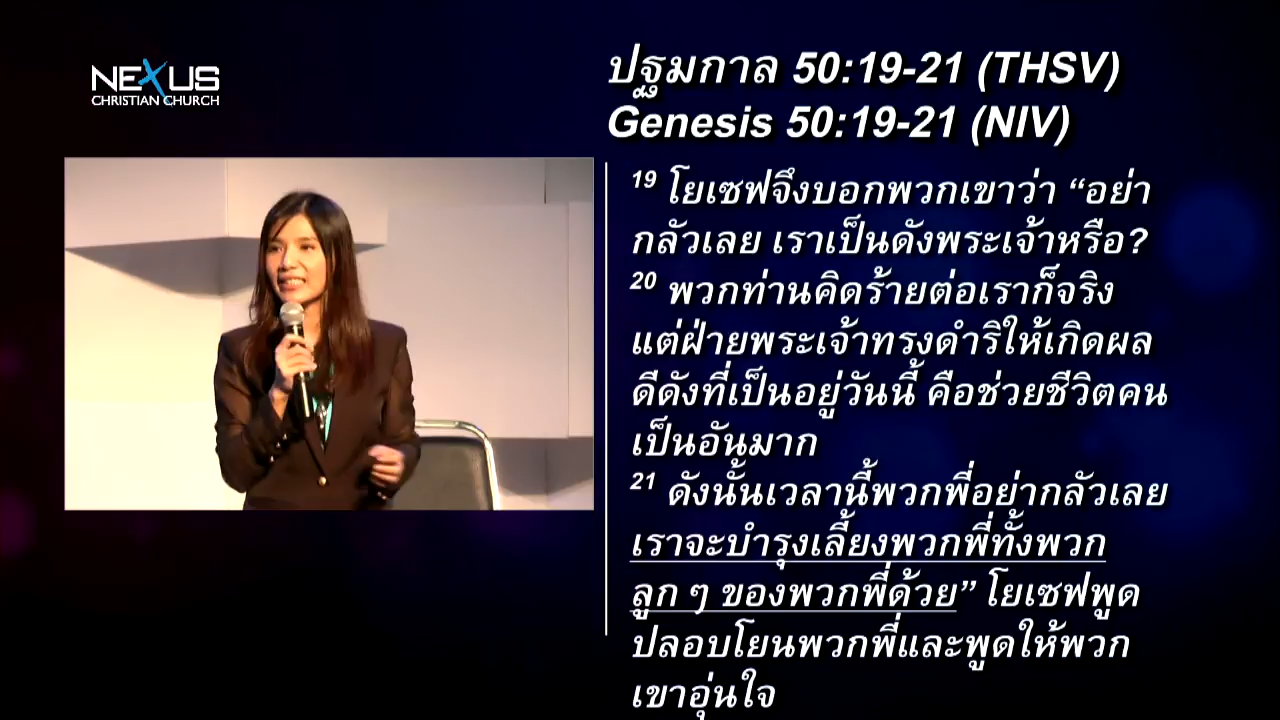 NEXUS
CHRISTIAN CHURCH
ปฐมกาล 50:19-21 (THSV)
Genesis 50:19-21 (NIV)
19 โยเซฟจึงบอกพวกเขาว่า “อย่า
กลัวเลย เราเป็นดังพระเจ้าหรือ?
20 พวกท่านคิดร้ายต่อเราก็จริง
แต่ฝ่ายพระเจ้าทรงดำริให้เกิดผล
ดีดังที่เป็นอยู่วันนี้ คือช่วยชีวิตคน
เป็นอันมาก
21 ดังนั้นเวลานี้พวกพี่อย่ากลัวเลย
เราจะบำรุงเลี้ยงพวกพี่ทั้งพวก
ลูก ๆ ของพวกพี่ด้วย” โยเซฟพูด
ปลอบโยนพวกพี่และพูดให้พวก
เขาอุ่นใจ